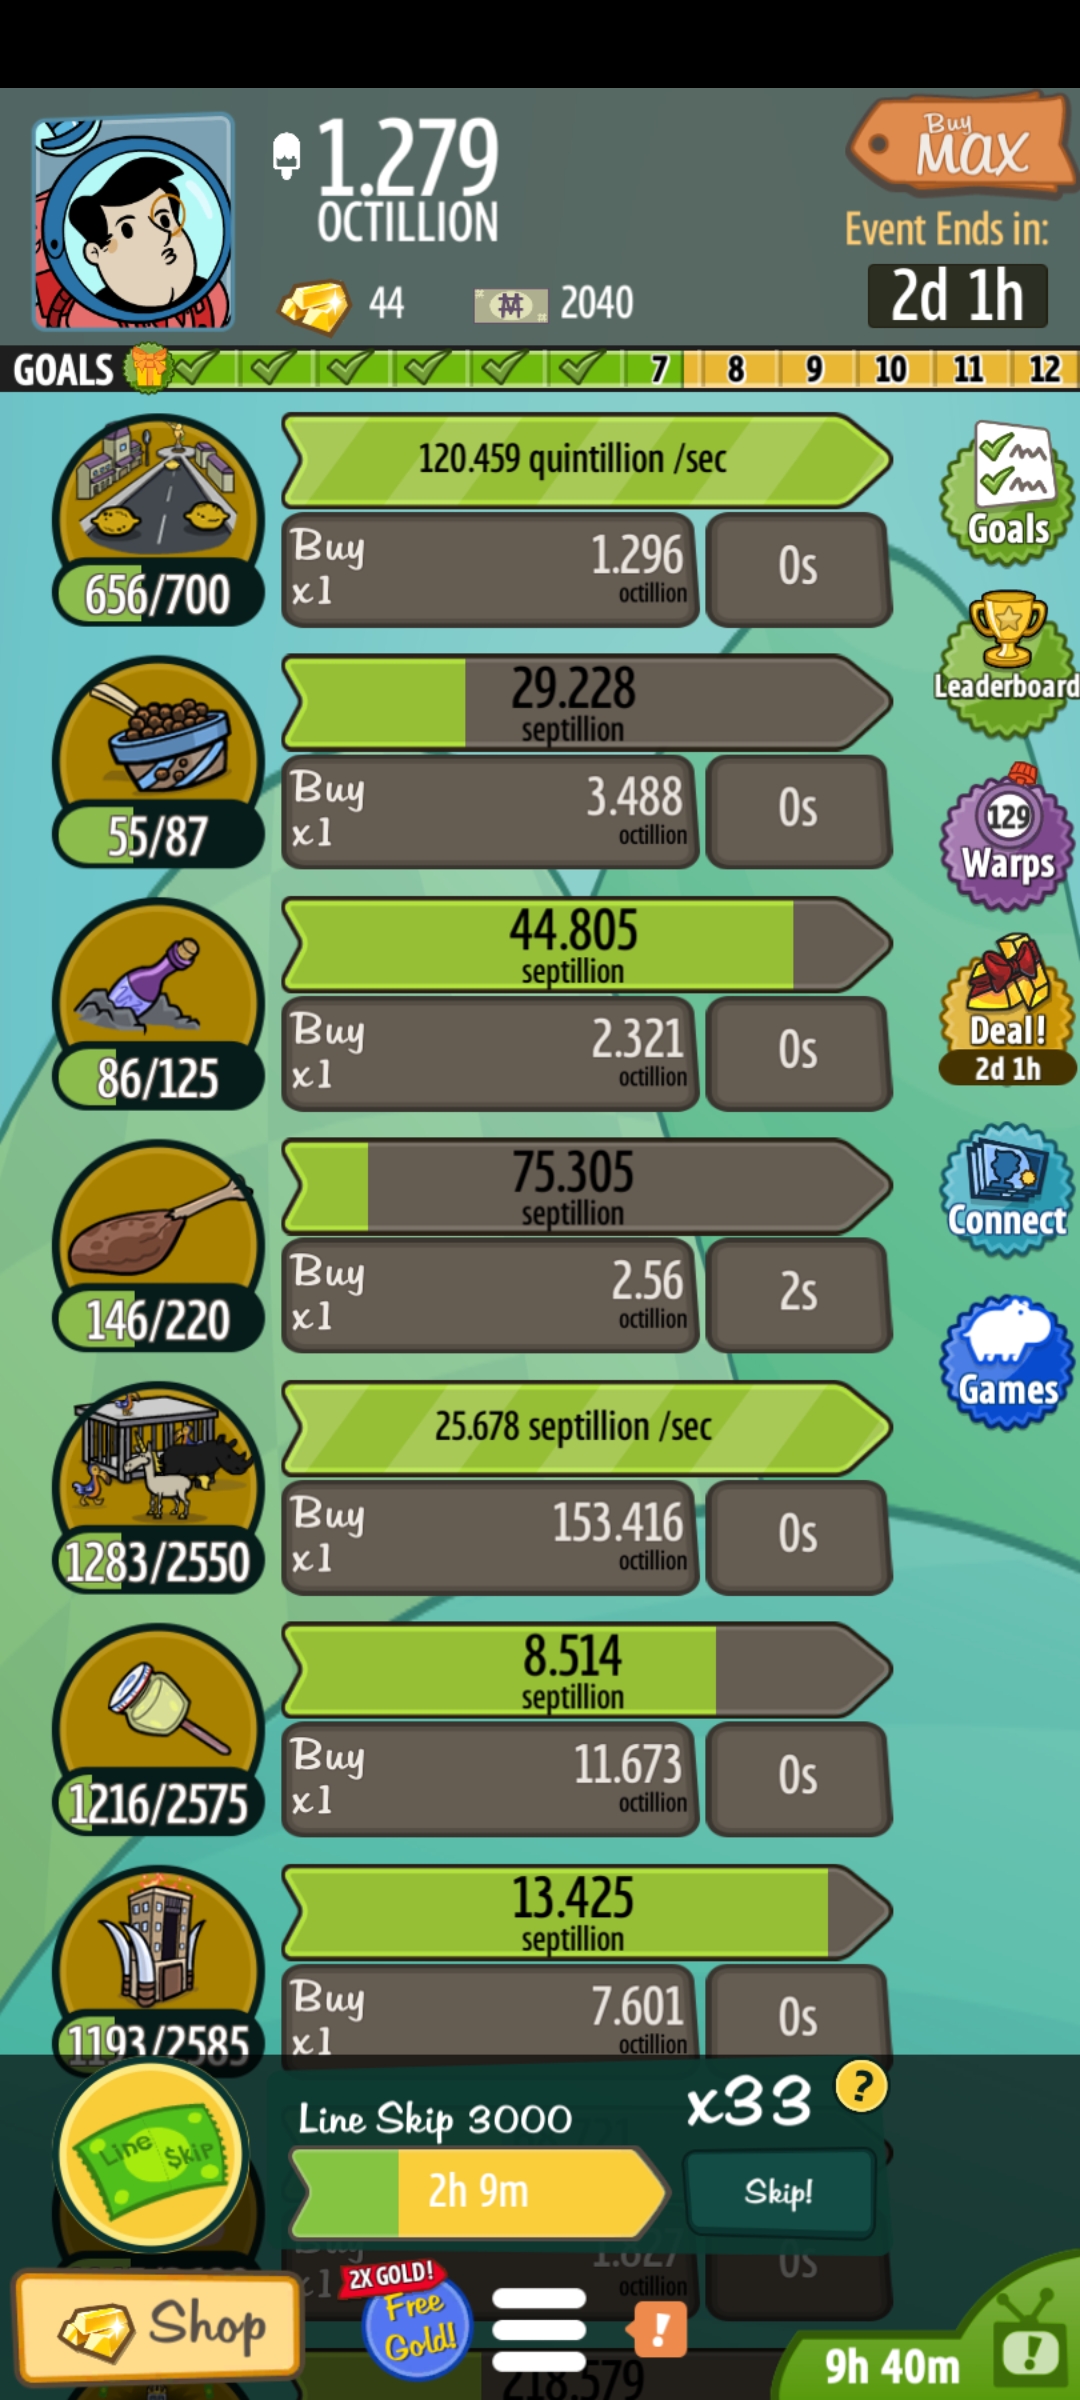 1.279
OCTILLION
Buy
MAX
Event Ends in:
2d 1h
44
2040
GOALS
7 8 9 10 11 12
120.459 quintillion /sec
Buy
x1
1.296
octillion
0s
656/700
Goals
Leaderboard
29.228
septillion
Buy
x1
3.488
octillion
0s
55/87
129
Warps
44.805
septillion
Buy
x1
2.321
octillion
0s
86/125
Deal!
2d 1h
75.305
septillion
Buy
x1
2.56
octillion
2s
146/220
Connect
Games
25.678 septillion /sec
Buy
x1
153.416
octillion
0s
1283/2550
8.514
septillion
Buy
x1
11.673
octillion
0s
1216/2575
13.425
septillion
Buy
x1
7.601
octillion
0s
1193/2585
Line Skip
Line Skip 3000
x33
?
2h 9m
Skip!
Buy
x1
1.827
octillion
0s
Shop
2X GOLD!
Free
Gold!
!
218.579
9h 40m
!